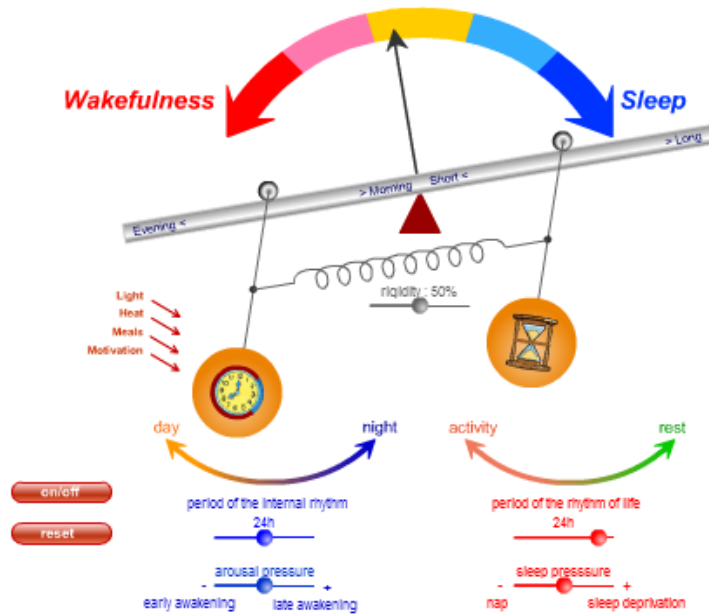 Wakefulness
Sleep
> Long
> Morning Short <
Evening <
Light
Heat
Meals
Motivation
rigidity : 50%
day
night
activity
rest
on/off
reset
period of the internal rhythm
24h
period of the rhythm of life
24h
arousal pressure
- +
early awakening
late awakening
sleep presssure
- +
nap
sleep deprivation